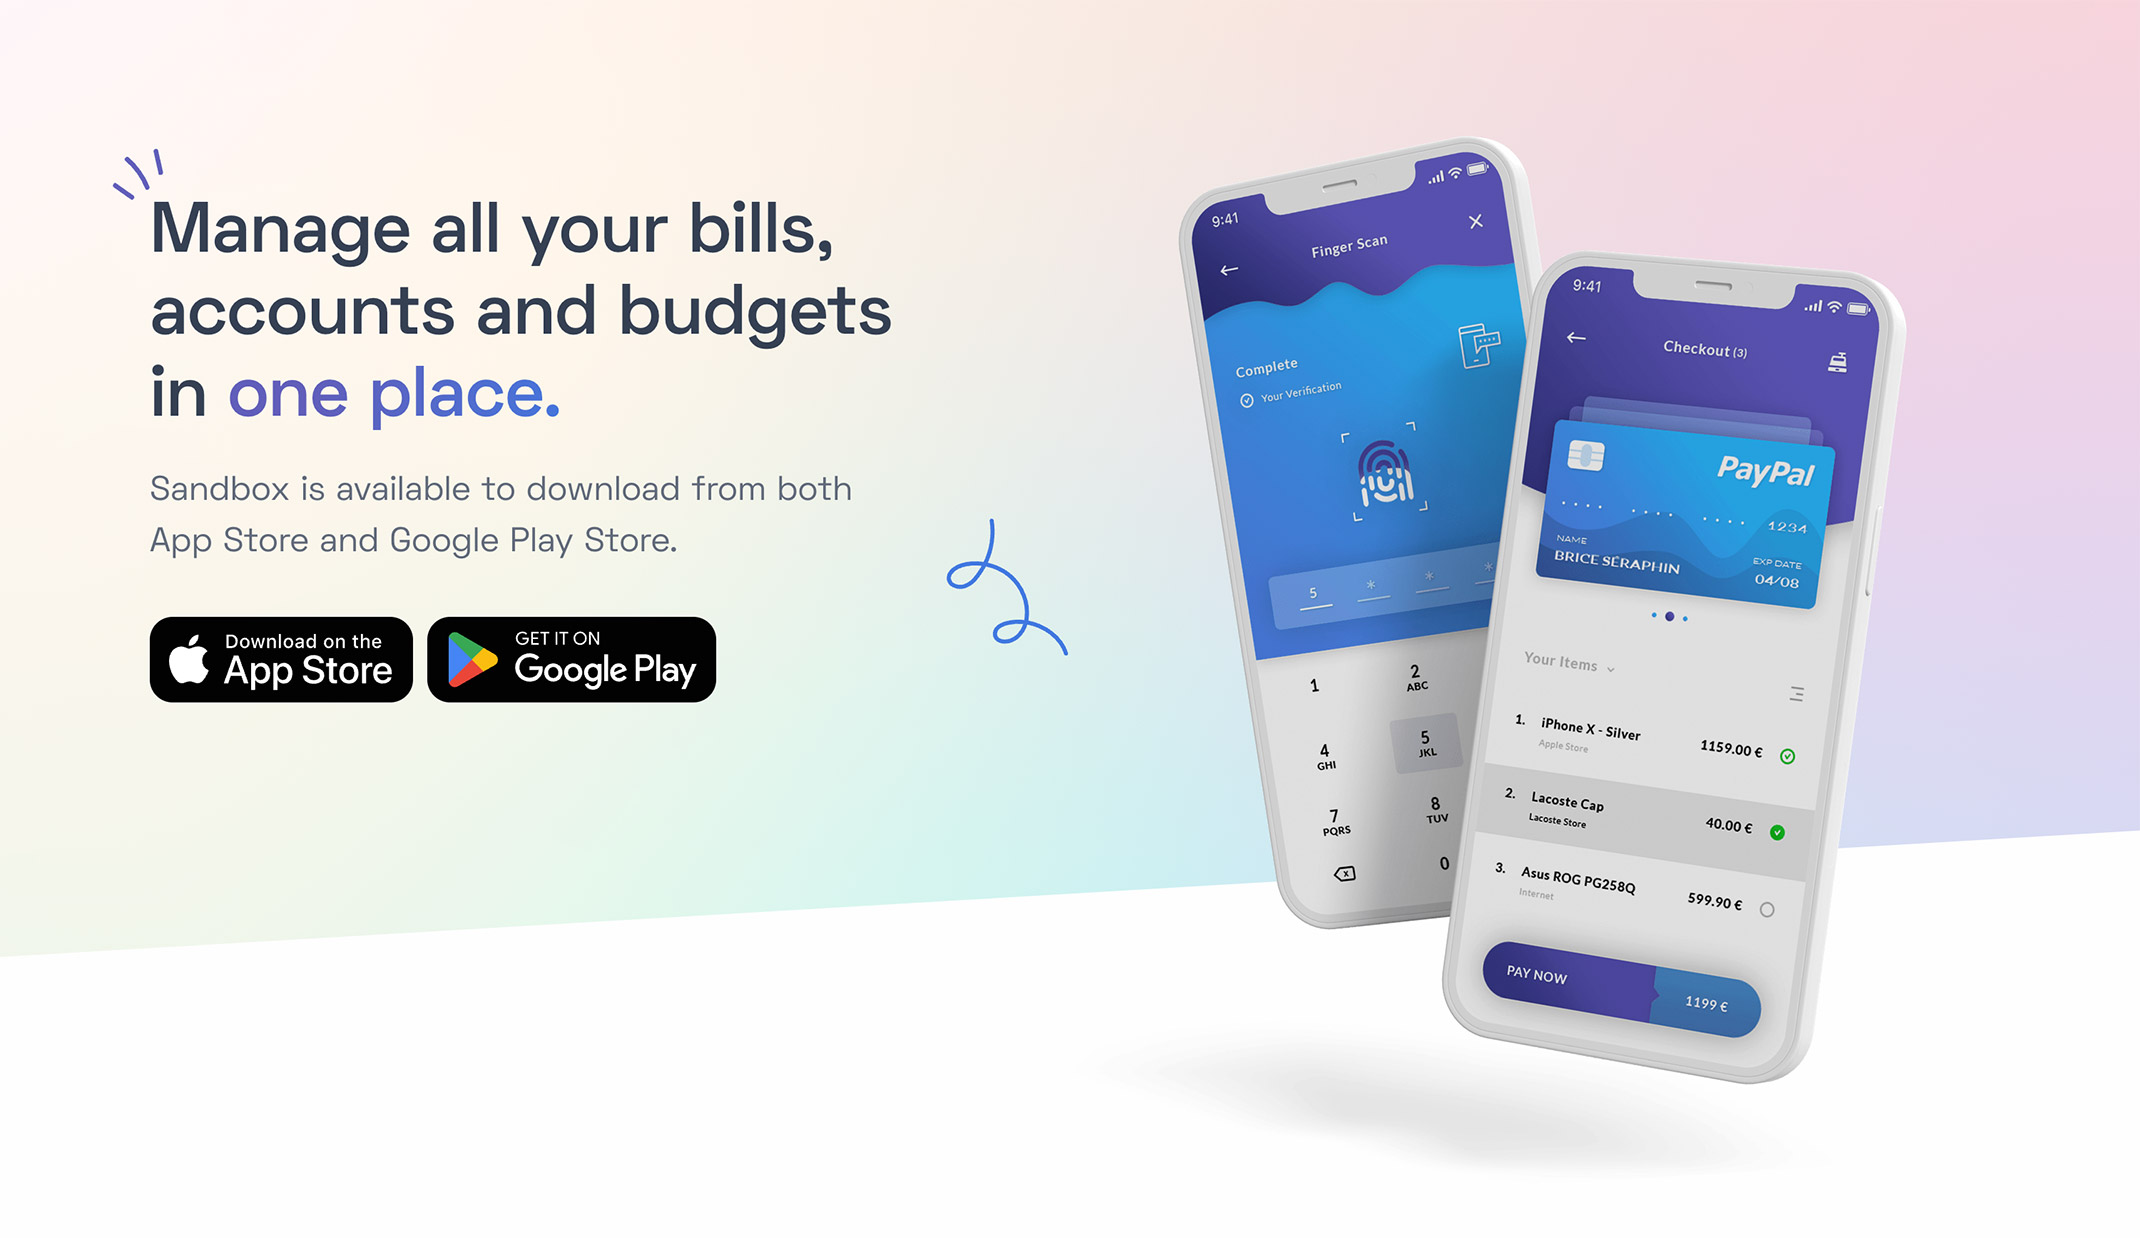 Manage all your bills,
accounts and budgets
in one place.
Sandbox is available to download from both
App Store and Google Play Store.
Download on the
App Store
GET IT ON
Google Play
9:41
Finger Scan
Complete
Your Verification
5 * * *
1
2
ABC
4
GHI
5
JKL
7
PQRS
8
TUV
0
9:41
Checkout (3)
PayPal
.... .... .... 1234
NAME
BRICE SÉRAPHIN
EXP DATE
04/08
Your Items
1. iPhone X - Silver 1159.00 €
Apple Store
2. Lacoste Cap 40.00 €
Lacoste Store
3. Asus ROG PG258Q 599.90 €
Internet
PAY NOW 1199 €